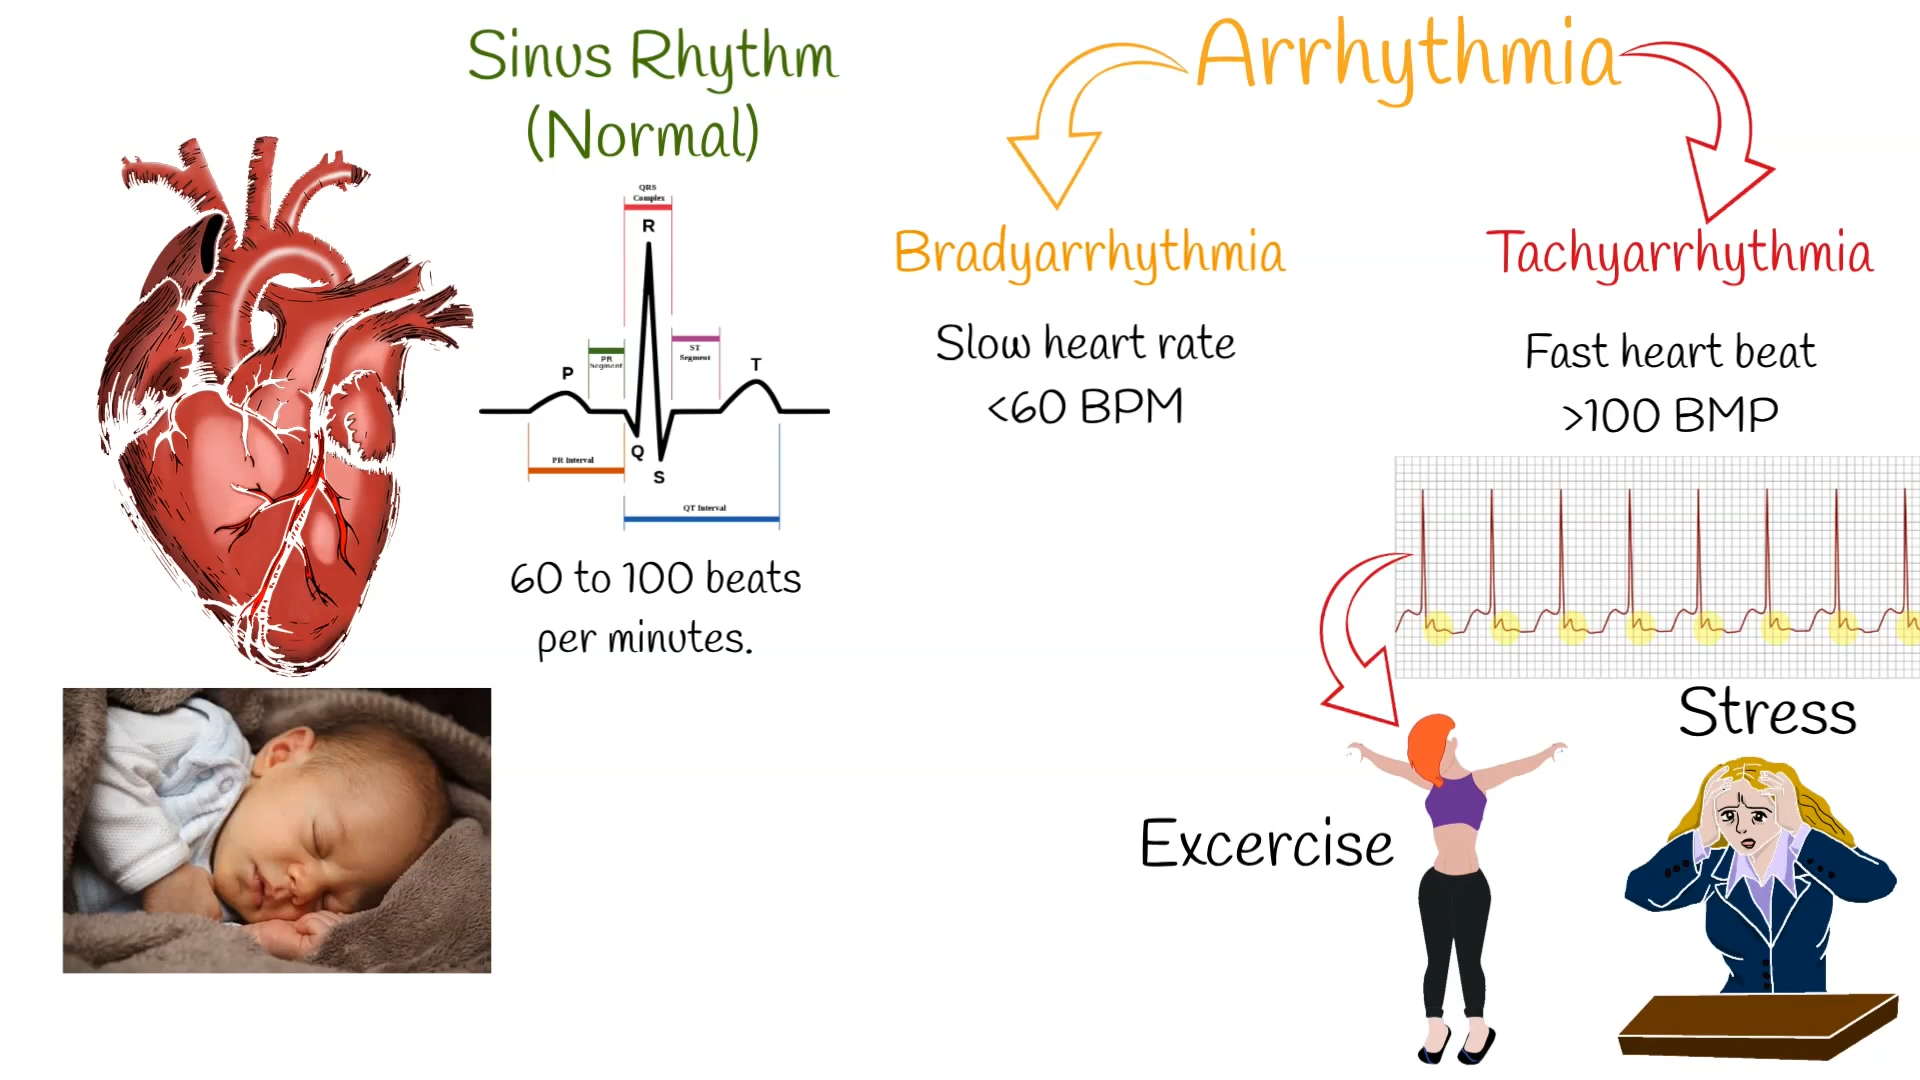 Sinus Rhythm
(Normal)
QRS
Complex
R
PR
Segment
ST
Segment
P
T
Q
S
PR Interval
QT Interval
60 to 100 beats
per minutes.
Arrhythmia
Bradyarrhythmia
Slow heart rate
<60 BPM
Tachyarrhythmia
Fast heart beat
>100 BMP
Stress
Excercise